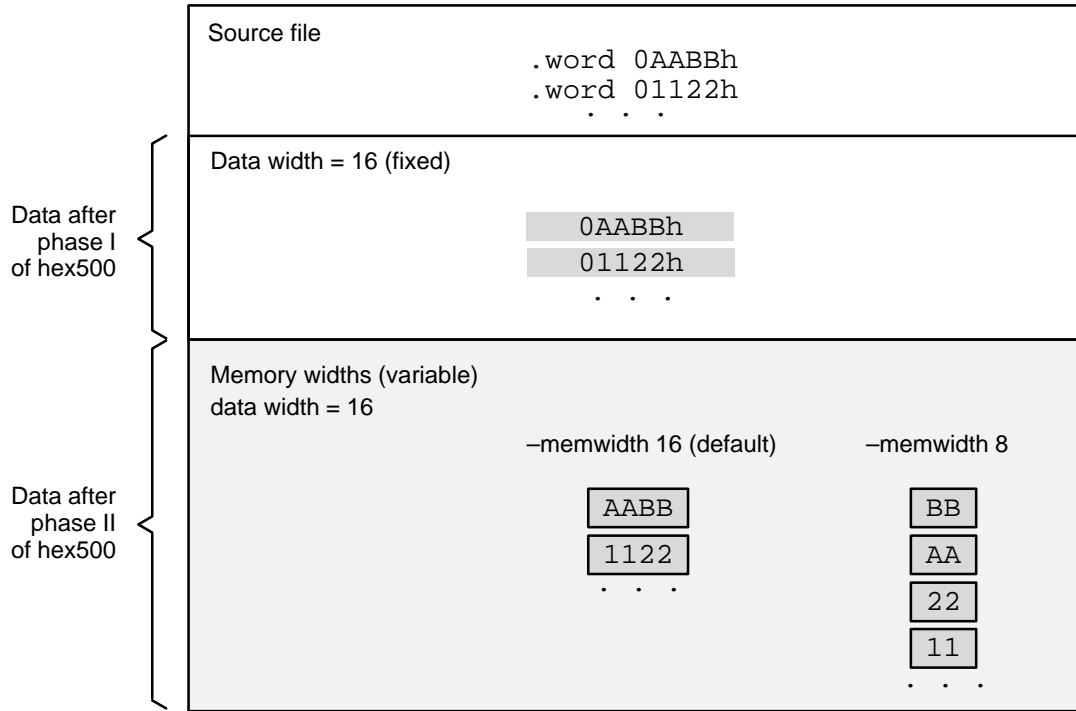 Source file
.word 0AABBh
.word 01122h
. . .
Data after
phase I
of hex500
Data width = 16 (fixed)
0AABBh
01122h
. . .
Data after
phase II
of hex500
Memory widths (variable)
data width = 16
–memwidth 16 (default)
AABB
1122
. . .
–memwidth 8
BB
AA
22
11
. . .